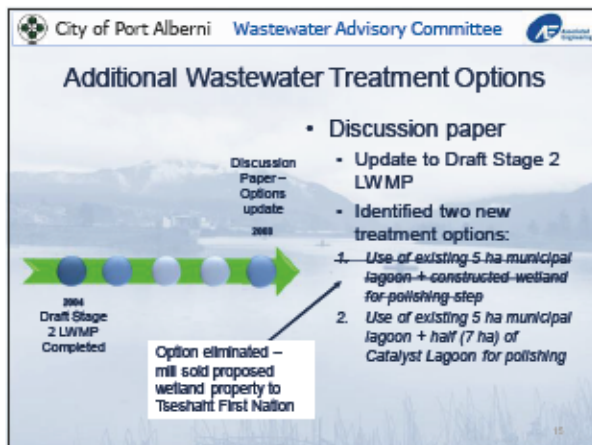 City of Port Alberni Wastewater Advisory Committee
Associated
Engineering
Additional Wastewater Treatment Options
• Discussion paper
- Update to Draft Stage 2
LWMP
- Identified two new
treatment options:
1. Use of existing 5 ha municipal
lagoon + constructed wetland
for polishing step
2. Use of existing 5 ha municipal
lagoon + half (7 ha) of
Catalyst Lagoon for polishing
Discussion
Paper –
Options
update
2004
Draft Stage
2 LWMP
Completed
Option eliminated –
mill sold proposed
wetland property to
Tseshaht First Nation
15